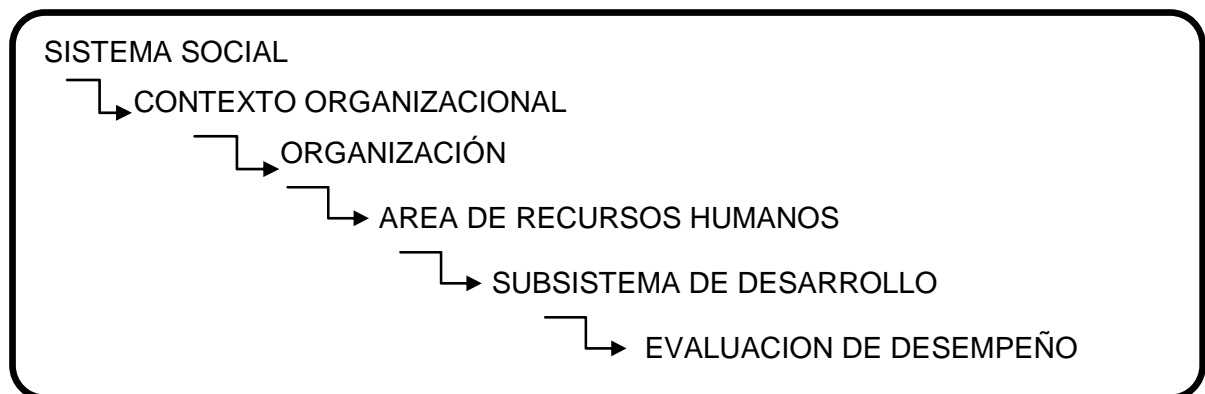 SISTEMA SOCIAL
CONTEXTO ORGANIZACIONAL
ORGANIZACIÓN
AREA DE RECURSOS HUMANOS
SUBSISTEMA DE DESARROLLO
EVALUACION DE DESEMPEÑO